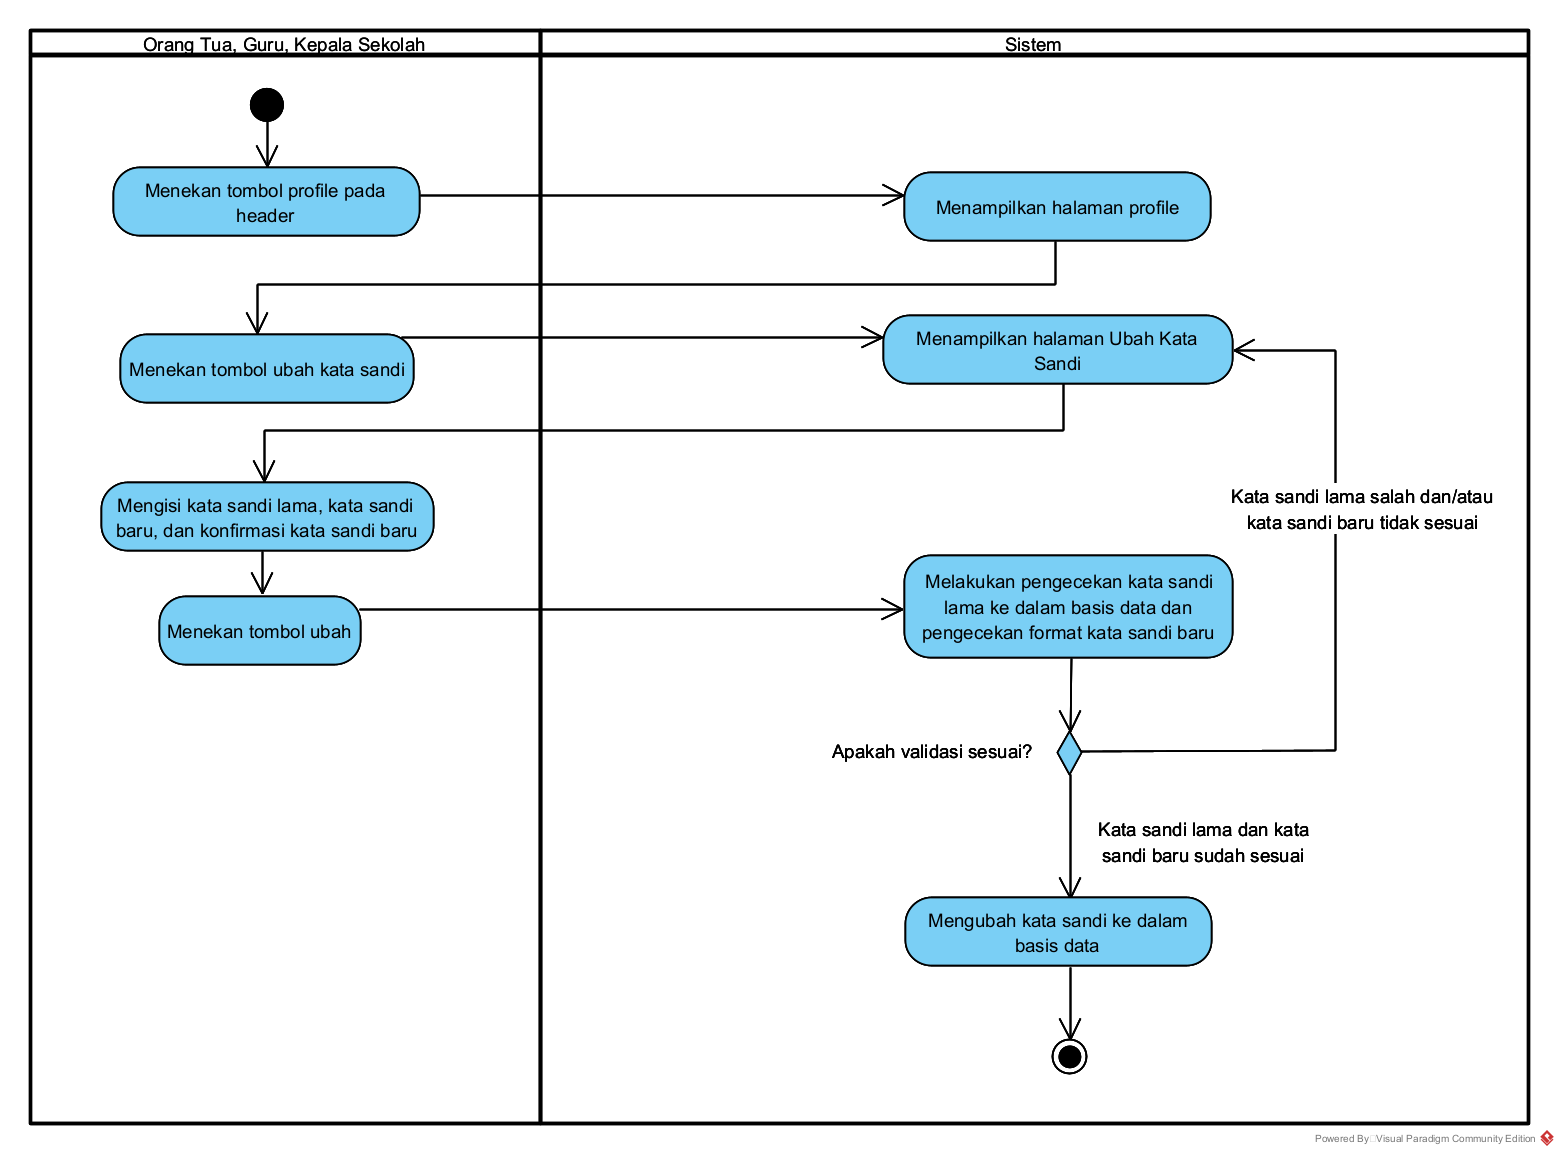 Orang Tua, Guru, Kepala Sekolah
Sistem
Menekan tombol profile pada
header
Menampilkan halaman profile
Menekan tombol ubah kata sandi
Menampilkan halaman Ubah Kata
Sandi
Mengisi kata sandi lama, kata sandi
baru, dan konfirmasi kata sandi baru
Kata sandi lama salah dan/atau
kata sandi baru tidak sesuai
Menekan tombol ubah
Melakukan pengecekan kata sandi
lama ke dalam basis data dan
pengecekan format kata sandi baru
Apakah validasi sesuai?
Kata sandi lama dan kata
sandi baru sudah sesuai
Mengubah kata sandi ke dalam
basis data
Powered By Visual Paradigm Community Edition